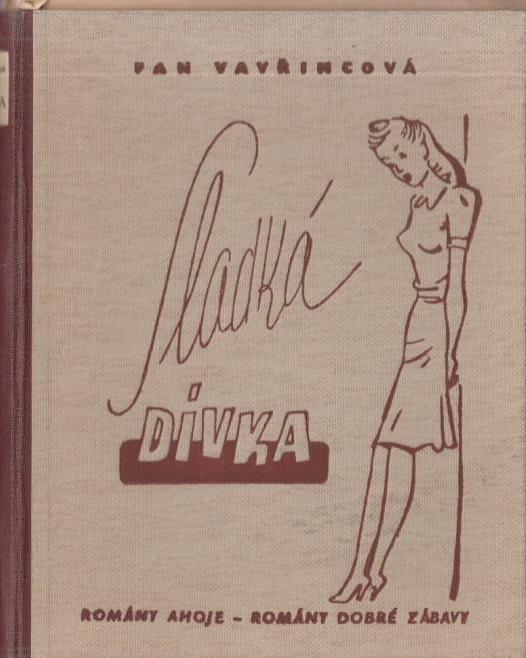 FAN VAVŘINCOVÁ
Sladká
DÍVKA
ROMÁNY AHOJE – ROMÁNY DOBRÉ ZÁBAVY